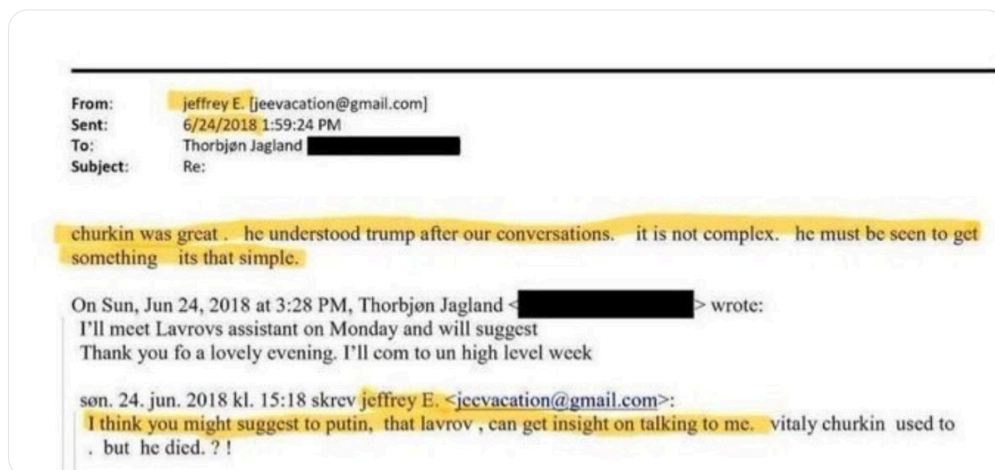 From: jeffrey E. [jeevacation@gmail.com]
Sent: 6/24/2018 1:59:24 PM
To: Thorbjøn Jagland
Subject: Re:
churkin was great . he understood trump after our conversations. it is not complex. he must be seen to get
something its that simple.
On Sun, Jun 24, 2018 at 3:28 PM, Thorbjøn Jagland < > wrote:
I'll meet Lavrovs assistant on Monday and will suggest
Thank you fo a lovely evening. I'll com to un high level week
søn. 24. jun. 2018 kl. 15:18 skrev jeffrey E. <jeevacation@gmail.com>:
I think you might suggest to putin, that lavrov , can get insight on talking to me. vitaly churkin used to
. but he died. ? !